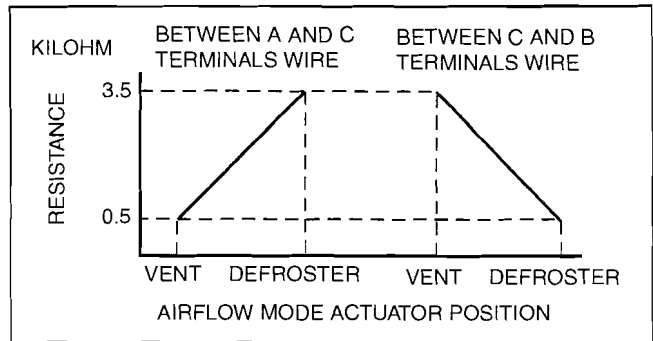 KILOHM
BETWEEN A AND C
TERMINALS WIRE
BETWEEN C AND B
TERMINALS WIRE
RESISTANCE
3.5
0.5
VENT DEFROSTER VENT DEFROSTER
AIRFLOW MODE ACTUATOR POSITION